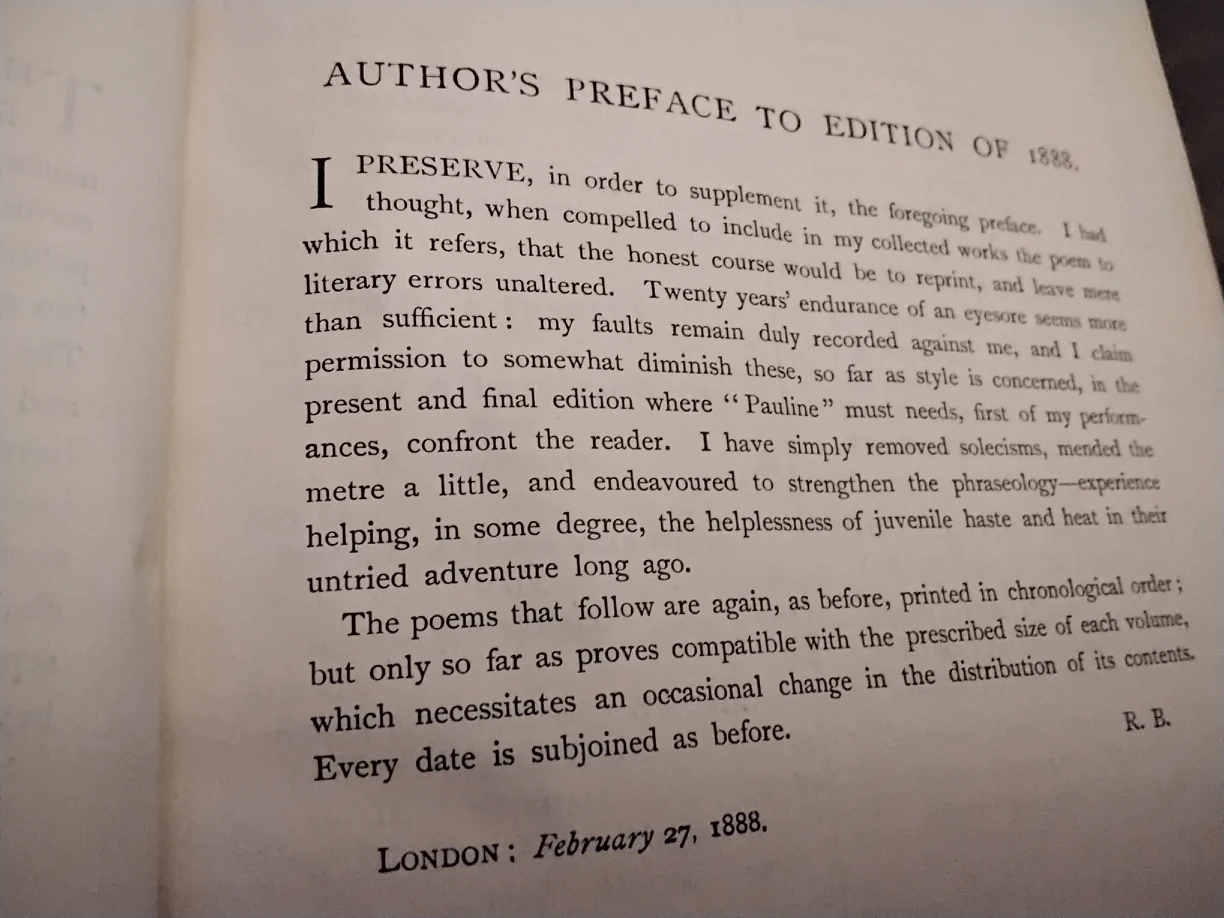 AUTHOR'S PREFACE TO EDITION OF 1888.
I PRESERVE, in order to supplement it, the foregoing preface. I had
thought, when compelled to include in my collected works the poem to
which it refers, that the honest course would be to reprint, and leave mere
literary errors unaltered. Twenty years' endurance of an eyesore seems more
than sufficient: my faults remain duly recorded against me, and I claim
permission to somewhat diminish these, so far as style is concerned, in the
present and final edition where "Pauline" must needs, first of my perform-
ances, confront the reader. I have simply removed solecisms, mended the
metre a little, and endeavoured to strengthen the phraseology—experience
helping, in some degree, the helplessness of juvenile haste and heat in their
untried adventure long ago.
The poems that follow are again, as before, printed in chronological order;
but only so far as proves compatible with the prescribed size of each volume,
which necessitates an occasional change in the distribution of its contents.
Every date is subjoined as before.
R. B.
LONDON: February 27, 1888.